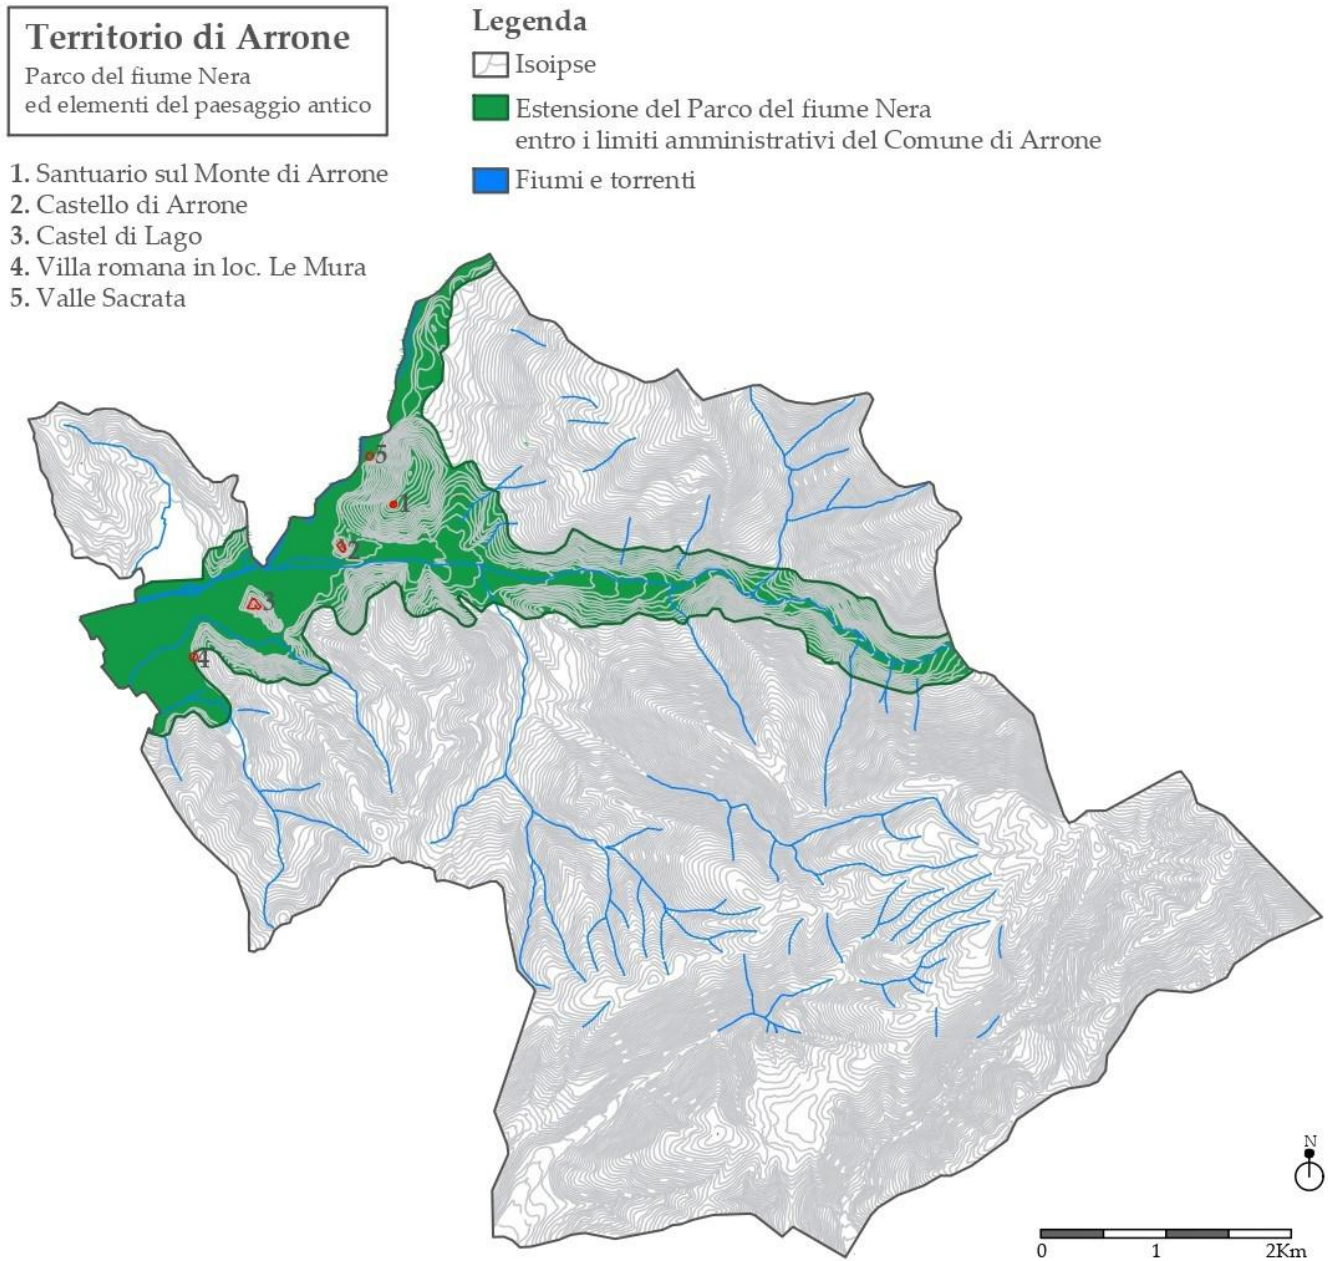 Territorio di Arrone
Parco del fiume Nera
ed elementi del paesaggio antico
1. Santuario sul Monte di Arrone
2. Castello di Arrone
3. Castel di Lago
4. Villa romana in loc. Le Mura
5. Valle Sacrata
Legenda
Isoipse
Estensione del Parco del fiume Nera
entro i limiti amministrativi del Comune di Arrone
Fiumi e torrenti
5
1
2
3
4
N
0 1 2Km